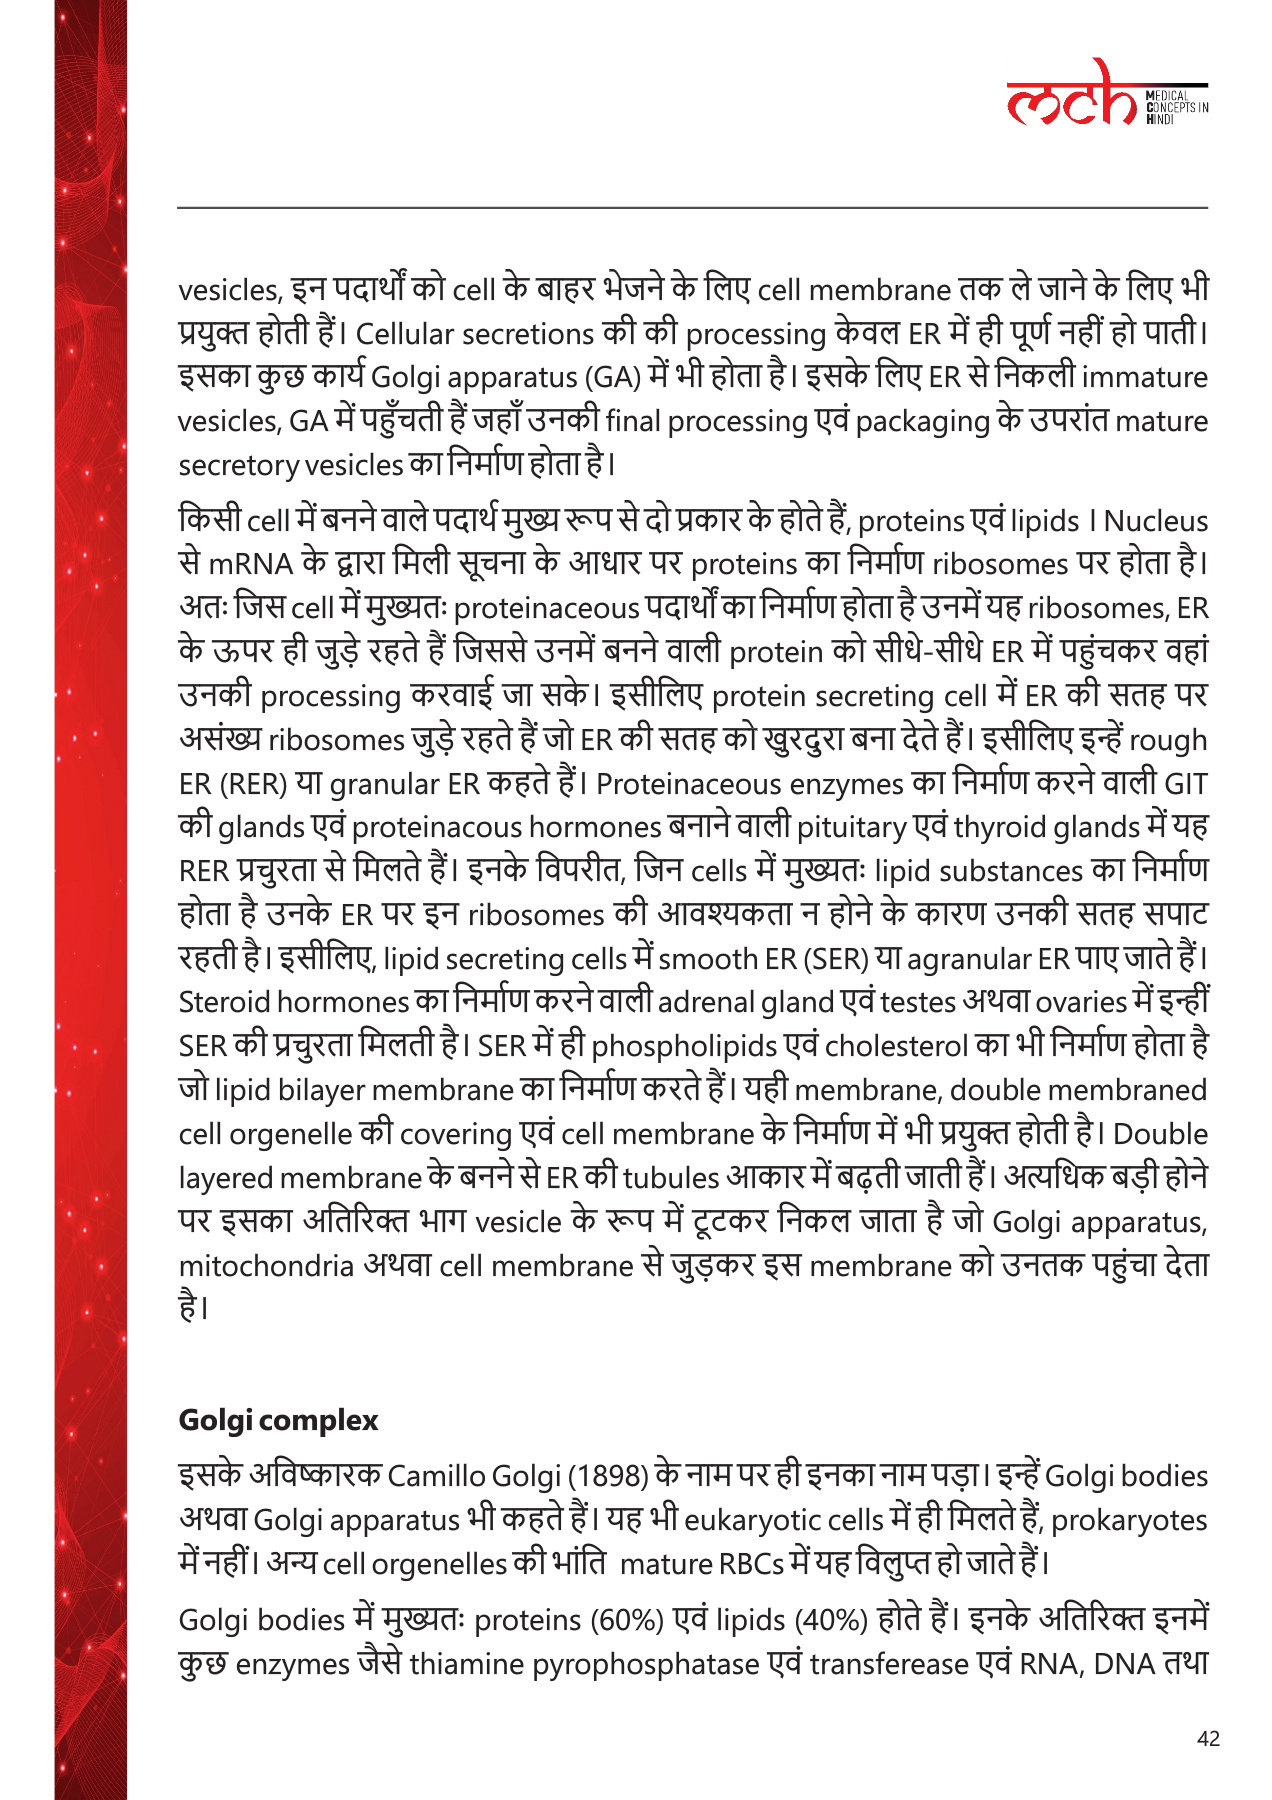 mch MEDICAL
CONCEPTS IN
HINDI
vesicles, इन पदार्थों को cell के बाहर भेजने के लिए cell membrane तक ले जाने के लिए भी
प्रयुक्त होती हैं। Cellular secretions की की processing केवल ER में ही पूर्ण नहीं हो पाती।
इसका कुछ कार्य Golgi apparatus (GA) में भी होता है। इसके लिए ER से निकली immature
vesicles, GA में पहुँचती हैं जहाँ उनकी final processing एवं packaging के उपरांत mature
secretory vesicles का निर्माण होता है।
किसी cell में बनने वाले पदार्थ मुख्य रूप से दो प्रकार के होते हैं, proteins एवं lipids । Nucleus
से mRNA के द्वारा मिली सूचना के आधार पर proteins का निर्माण ribosomes पर होता है।
अतः जिस cell में मुख्यतः proteinaceous पदार्थों का निर्माण होता है उनमें यह ribosomes, ER
के ऊपर ही जुड़े रहते हैं जिससे उनमें बनने वाली protein को सीधे-सीधे ER में पहुंचकर वहां
उनकी processing करवाई जा सके। इसीलिए protein secreting cell में ER की सतह पर
असंख्य ribosomes जुड़े रहते हैं जो ER की सतह को खुरदुरा बना देते हैं। इसीलिए इन्हें rough
ER (RER) या granular ER कहते हैं। Proteinaceous enzymes का निर्माण करने वाली GIT
की glands एवं proteinacous hormones बनाने वाली pituitary एवं thyroid glands में यह
RER प्रचुरता से मिलते हैं। इनके विपरीत, जिन cells में मुख्यतः lipid substances का निर्माण
होता है उनके ER पर इन ribosomes की आवश्यकता न होने के कारण उनकी सतह सपाट
रहती है। इसीलिए, lipid secreting cells में smooth ER (SER) या agranular ER पाए जाते हैं।
Steroid hormones का निर्माण करने वाली adrenal gland एवं testes अथवा ovaries में इन्हीं
SER की प्रचुरता मिलती है। SER में ही phospholipids एवं cholesterol का भी निर्माण होता है
जो lipid bilayer membrane का निर्माण करते हैं। यही membrane, double membraned
cell orgenelle की covering एवं cell membrane के निर्माण में भी प्रयुक्त होती है। Double
layered membrane के बनने से ER की tubules आकार में बढ़ती जाती हैं। अत्यधिक बड़ी होने
पर इसका अतिरिक्त भाग vesicle के रूप में टूटकर निकल जाता है जो Golgi apparatus,
mitochondria अथवा cell membrane से जुड़कर इस membrane को उनतक पहुंचा देता
है।
Golgi complex
इसके अविष्कारक Camillo Golgi (1898) के नाम पर ही इनका नाम पड़ा। इन्हें Golgi bodies
अथवा Golgi apparatus भी कहते हैं। यह भी eukaryotic cells में ही मिलते हैं, prokaryotes
में नहीं। अन्य cell orgenelles की भांति mature RBCs में यह विलुप्त हो जाते हैं।
Golgi bodies में मुख्यतः proteins (60%) एवं lipids (40%) होते हैं। इनके अतिरिक्त इनमें
कुछ enzymes जैसे thiamine pyrophosphatase एवं transferease एवं RNA, DNA तथा
42